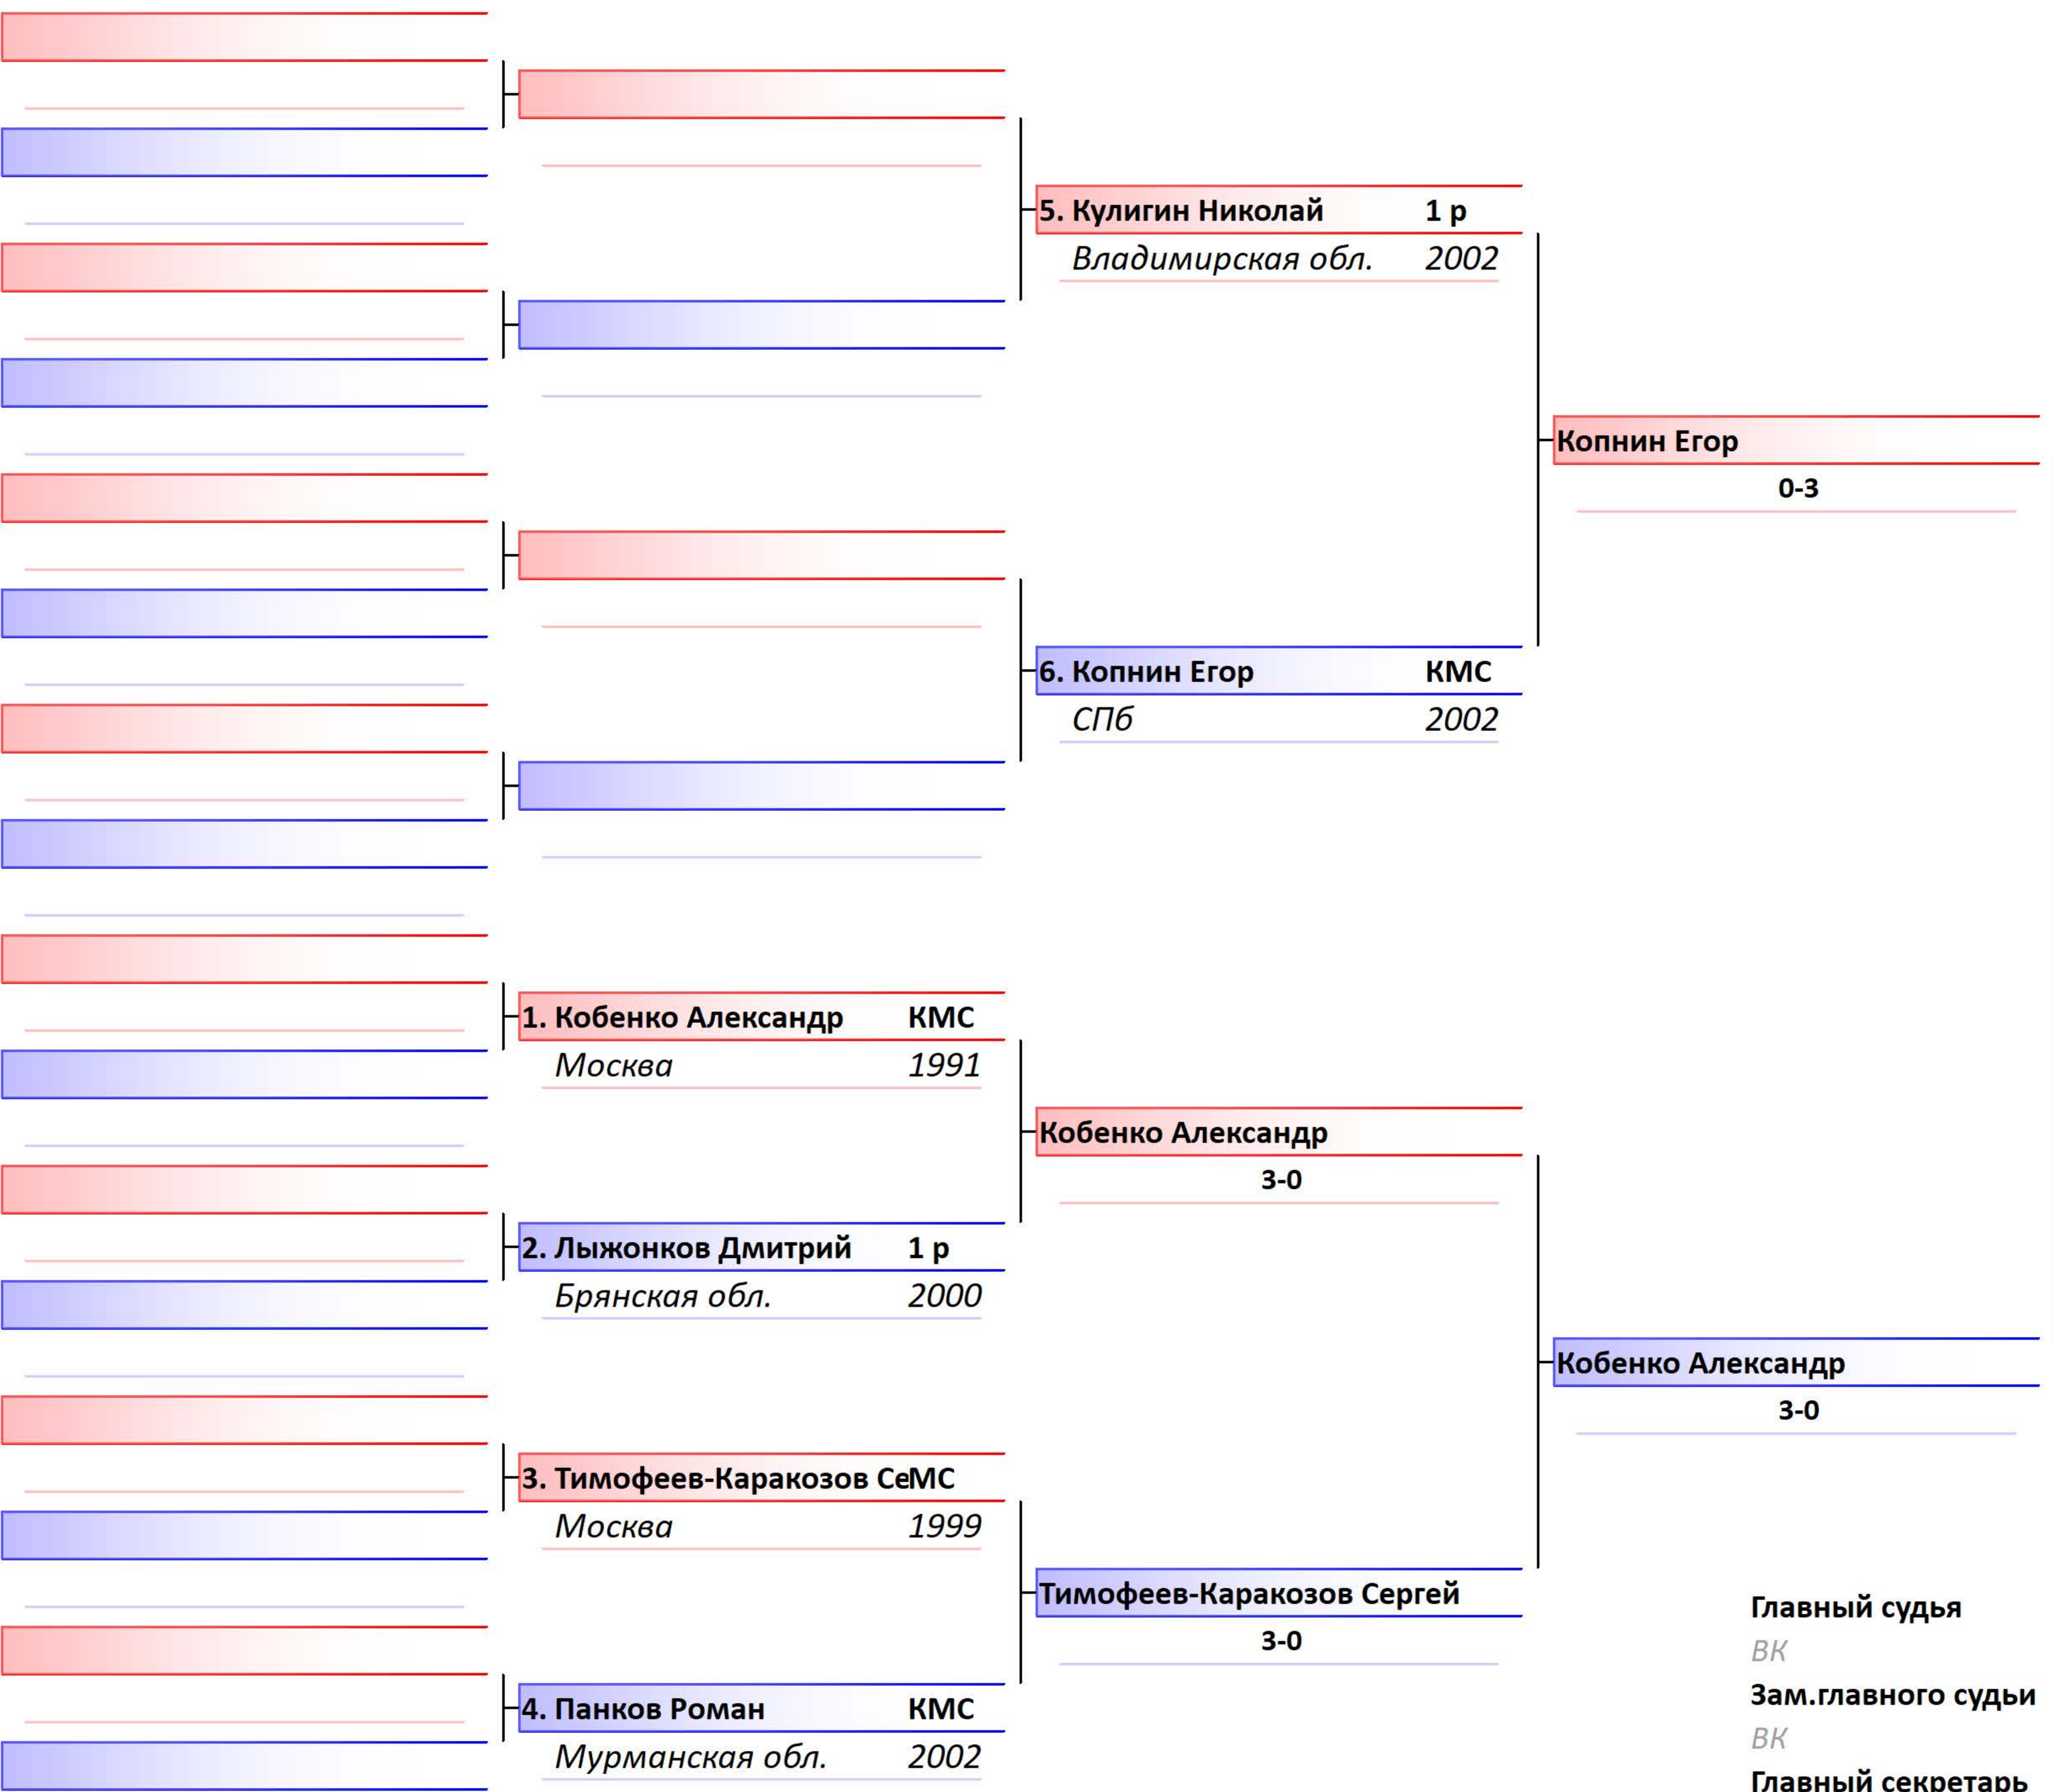 5. Кулигин Николай 1 р
Владимирская обл. 2002
Копнин Егор
0-3
6. Копнин Егор КМС
СПб 2002
1. Кобенко Александр КМС
Москва 1991
Кобенко Александр
3-0
2. Лыжонков Дмитрий 1 р
Брянская обл. 2000
Кобенко Александр
3-0
3. Тимофеев-Каракозов СеМС
Москва 1999
Тимофеев-Каракозов Сергей
3-0
4. Панков Роман КМС
Мурманская обл. 2002
Главный судья
ВК
Зам.главного судьи
ВК
Главный секретарь